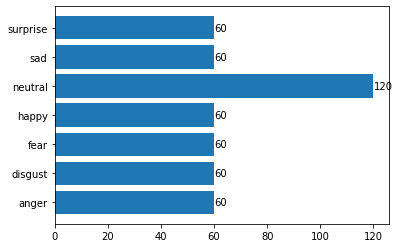 surprise 60
sad 60
neutral 120
happy 60
fear 60
disgust 60
anger 60
0 20 40 60 80 100 120